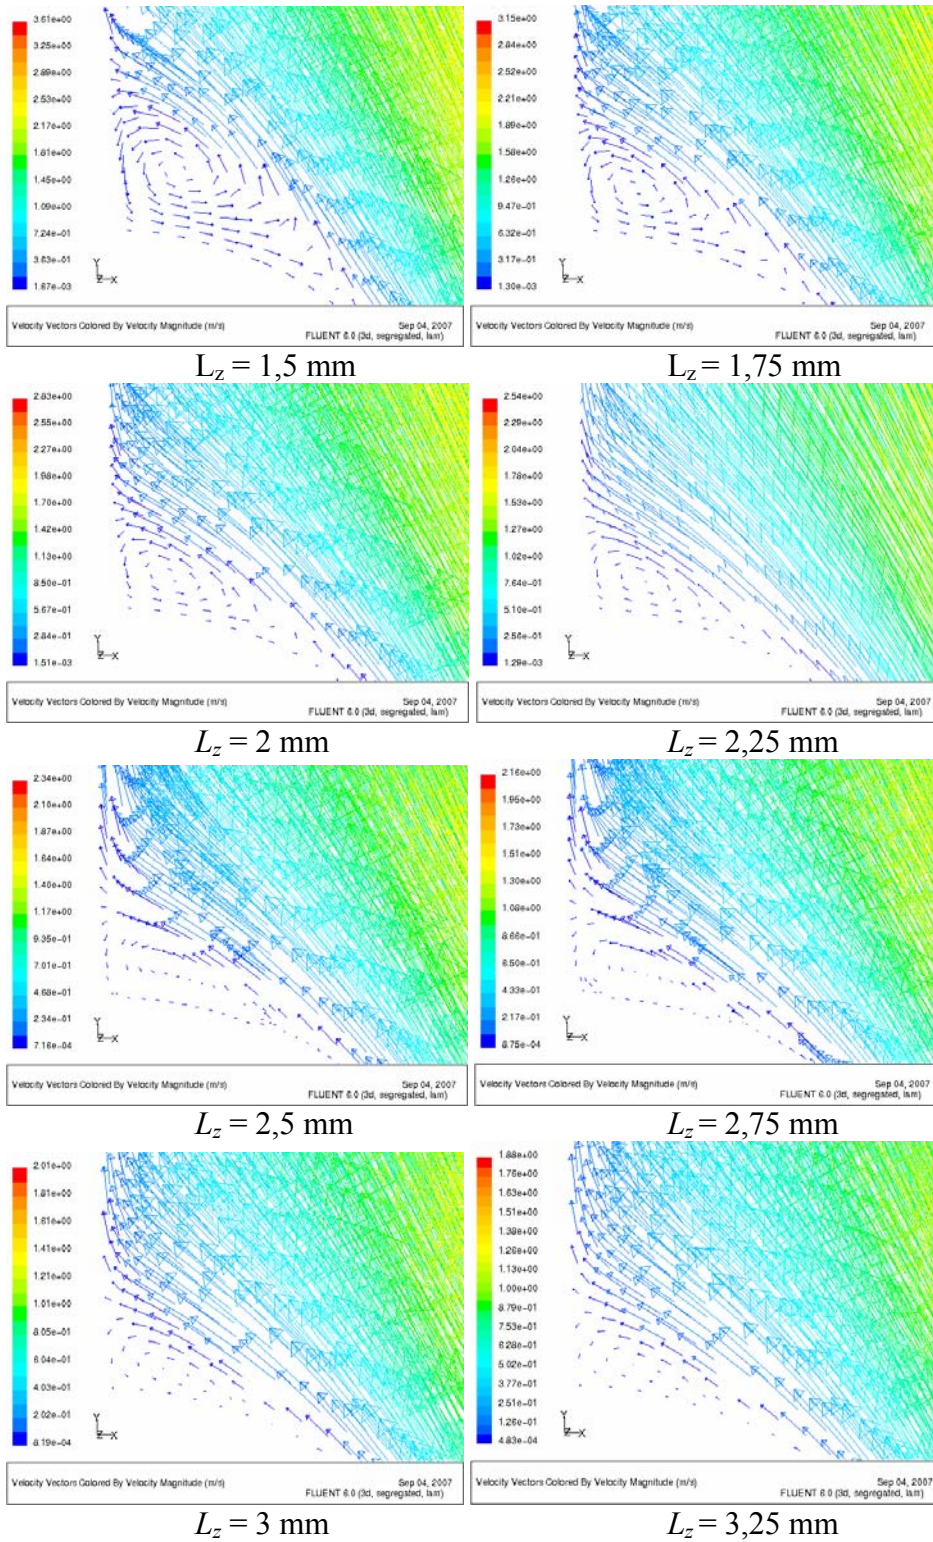 3.61e+00
3.25e+00
2.89e+00
2.53e+00
2.17e+00
1.81e+00
1.45e+00
1.09e+00
7.24e-01
3.63e-01
1.67e-03
Y
Z X
Velocity Vectors Colored By Velocity Magnitude (m/s)
Sep 04, 2007
FLUENT 6.0 (3d, segregated, lam)
L_z = 1,5 mm
3.15e+00
2.84e+00
2.52e+00
2.21e+00
1.89e+00
1.58e+00
1.26e+00
9.47e-01
6.32e-01
3.17e-01
1.30e-03
Y
Z X
Velocity Vectors Colored By Velocity Magnitude (m/s)
Sep 04, 2007
FLUENT 6.0 (3d, segregated, lam)
L_z = 1,75 mm
2.83e+00
2.55e+00
2.27e+00
1.98e+00
1.70e+00
1.42e+00
1.13e+00
8.50e-01
5.67e-01
2.84e-01
1.51e-03
Y
Z X
Velocity Vectors Colored By Velocity Magnitude (m/s)
Sep 04, 2007
FLUENT 6.0 (3d, segregated, lam)
L_z = 2 mm
2.54e+00
2.29e+00
2.04e+00
1.78e+00
1.53e+00
1.27e+00
1.02e+00
7.64e-01
5.10e-01
2.56e-01
1.29e-03
Y
Z X
Velocity Vectors Colored By Velocity Magnitude (m/s)
Sep 04, 2007
FLUENT 6.0 (3d, segregated, lam)
L_z = 2,25 mm
2.34e+00
2.10e+00
1.87e+00
1.64e+00
1.40e+00
1.17e+00
9.35e-01
7.01e-01
4.68e-01
2.34e-01
7.16e-04
Y
Z X
Velocity Vectors Colored By Velocity Magnitude (m/s)
Sep 04, 2007
FLUENT 6.0 (3d, segregated, lam)
L_z = 2,5 mm
2.16e+00
1.95e+00
1.73e+00
1.51e+00
1.30e+00
1.08e+00
8.66e-01
6.50e-01
4.33e-01
2.17e-01
8.75e-04
Y
Z X
Velocity Vectors Colored By Velocity Magnitude (m/s)
Sep 04, 2007
FLUENT 6.0 (3d, segregated, lam)
L_z = 2,75 mm
2.01e+00
1.81e+00
1.61e+00
1.41e+00
1.21e+00
1.01e+00
8.05e-01
6.04e-01
4.03e-01
2.02e-01
8.19e-04
Y
Z X
Velocity Vectors Colored By Velocity Magnitude (m/s)
Sep 04, 2007
FLUENT 6.0 (3d, segregated, lam)
L_z = 3 mm
1.88e+00
1.76e+00
1.63e+00
1.51e+00
1.38e+00
1.26e+00
1.13e+00
1.00e+00
8.79e-01
7.53e-01
6.28e-01
5.02e-01
3.77e-01
2.51e-01
1.26e-01
4.83e-04
Y
Z X
Velocity Vectors Colored By Velocity Magnitude (m/s)
Sep 04, 2007
FLUENT 6.0 (3d, segregated, lam)
L_z = 3,25 mm